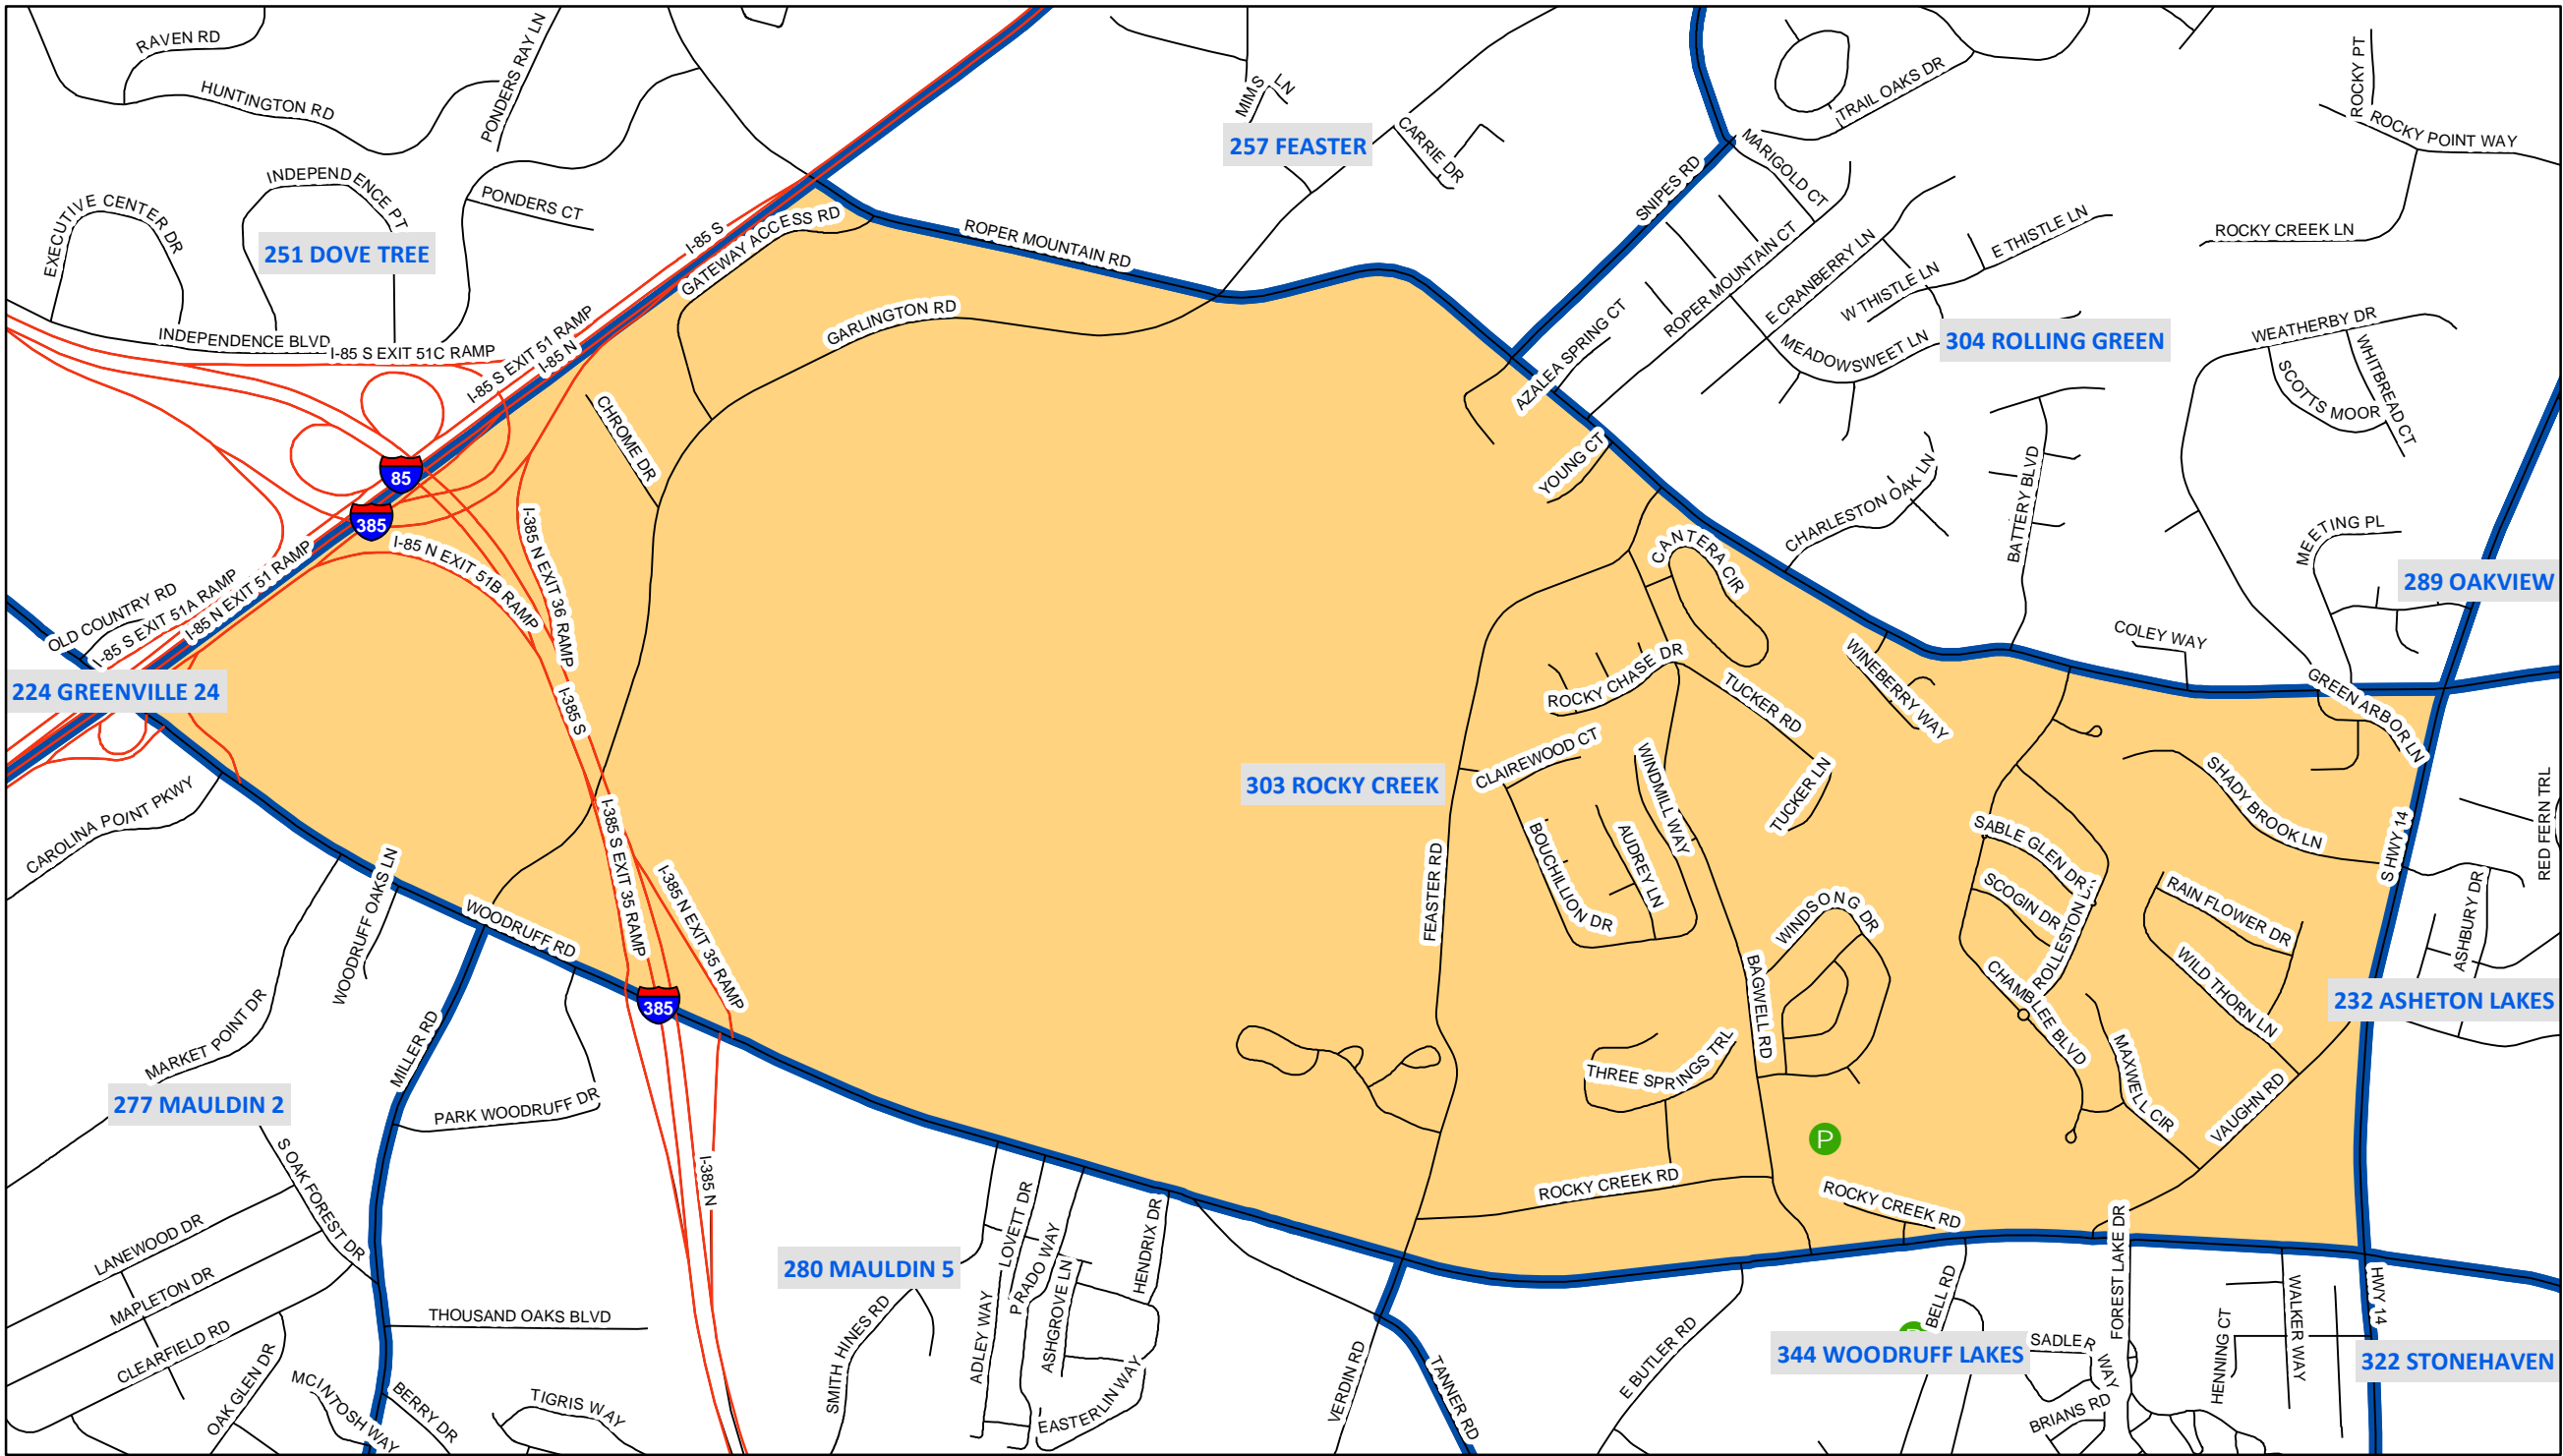 RAVEN RD
HUNTINGTON RD
PONDERS RAY LN
INDEPENDENCE PT
EXECUTIVE CENTER DR
PONDERS CT
251 DOVE TREE
INDEPENDENCE BLVD
I-85 S EXIT 51C RAMP
I-85 S EXIT 51 RAMP
I-85 N
I-85 S
GATEWAY ACCESS RD
ROPER MOUNTAIN RD
GARLINGTON RD
CHROME DR
MIMS LN
257 FEASTER
CARRIE DR
SNIPES RD
MARIGOLD CT
TRAIL OAKS DR
ROCKY PT
ROCKY POINT WAY
ROCKY CREEK LN
ROPER MOUNTAIN CT
E CRANBERRY LN
W THISTLE LN
E THISTLE LN
MEADOWSWEET LN
304 ROLLING GREEN
AZALEA SPRING CT
YOUNG CT
WEATHERBY DR
WHITBREAD CT
SCOTTS MOOR
CHARLESTON OAK LN
BATTERY BLVD
MEETING PL
289 OAKVIEW
COLEY WAY
GREEN ARBOR LN
85
385
I-85 N EXIT 51B RAMP
I-385 N EXIT 36 RAMP
OLD COUNTRY RD
I-85 S EXIT 51A RAMP
I-85 N EXIT 51 RAMP
224 GREENVILLE 24
I-385 S
CANTERA CIR
ROCKY CHASE DR
TUCKER RD
TUCKER LN
WINEBERRY WAY
CLAIREWOOD CT
WINDMILL WAY
BOUCHILLION DR
AUDREY LN
303 ROCKY CREEK
FEASTER RD
SHADY BROOK LN
SABLE GLEN DR
SCOGIN DR
ROLLESTON DR
RAIN FLOWER DR
WILD THORN LN
S HWY 14
RED FERN TRL
ASHBURY DR
232 ASHETON LAKES
CAROLINA POINT PKWY
WOODRUFF OAKS LN
WOODRUFF RD
I-385 S EXIT 35 RAMP
I-385 N EXIT 35 RAMP
385
MARKET POINT DR
MILLER RD
277 MAULDIN 2
PARK WOODRUFF DR
WINDSONG DR
BAGWELL RD
THREE SPRINGS TRL
CHAMBLEE BLVD
MAXWELL CIR
VAUGHN RD
P
ROCKY CREEK RD
ROCKY CREEK RD
I-385 N
S OAK FOREST DR
LANEWOOD DR
MAPLETON DR
CLEARFIELD RD
OAK GLEN DR
MCINTOSH WAY
BERRY DR
THOUSAND OAKS BLVD
TIGRIS WAY
280 MAULDIN 5
SMITH HINES RD
LOVETT DR
PRADO WAY
ADLEY WAY
ASHGROVE LN
HENDRIX DR
EASTERLIN WAY
VERDIN RD
TANNER RD
E BUTLER RD
BELL RD
344 WOODRUFF LAKES
FOREST LAKE DR
SADLER WAY
BRIANS RD
HENNING CT
WALKER WAY
HWY 14
322 STONEHAVEN